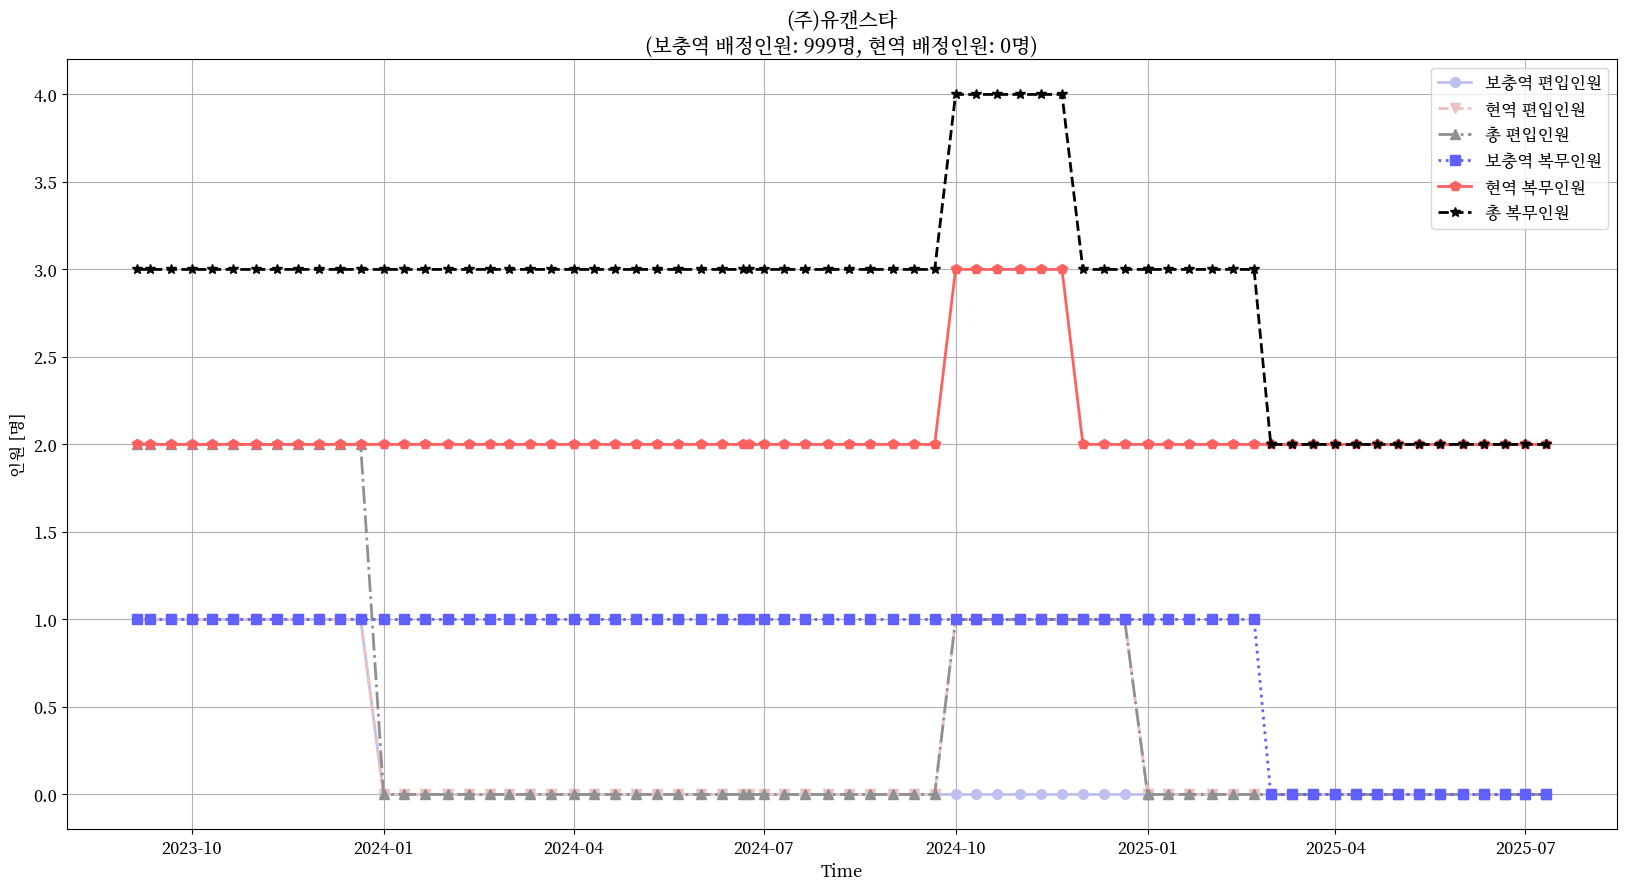 (주)유캔스타
(보충역 배정인원: 999명, 현역 배정인원: 0명)
보충역 편입인원
현역 편입인원
총 편입인원
보충역 복무인원
현역 복무인원
총 복무인원
4.0
3.5
3.0
2.5
2.0
1.5
1.0
0.5
0.0
인원 [명]
2023-10
2024-01
2024-04
2024-07
2024-10
2025-01
2025-04
2025-07
Time